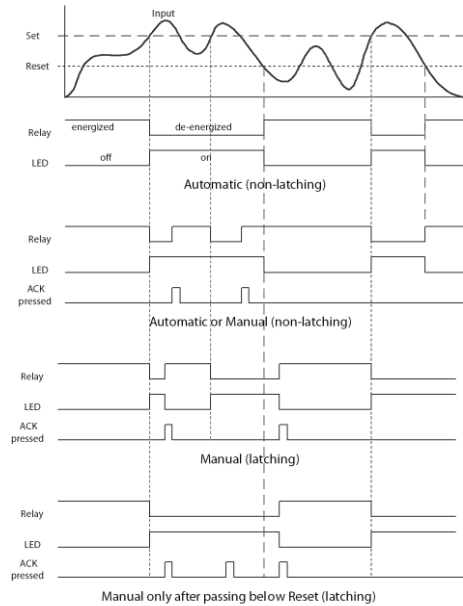 Input
Set
Reset
Relay energized de-energized
LED off on
Automatic (non-latching)
Relay
LED
ACK
pressed
Automatic or Manual (non-latching)
Relay
LED
ACK
pressed
Manual (latching)
Relay
LED
ACK
pressed
Manual only after passing below Reset (latching)